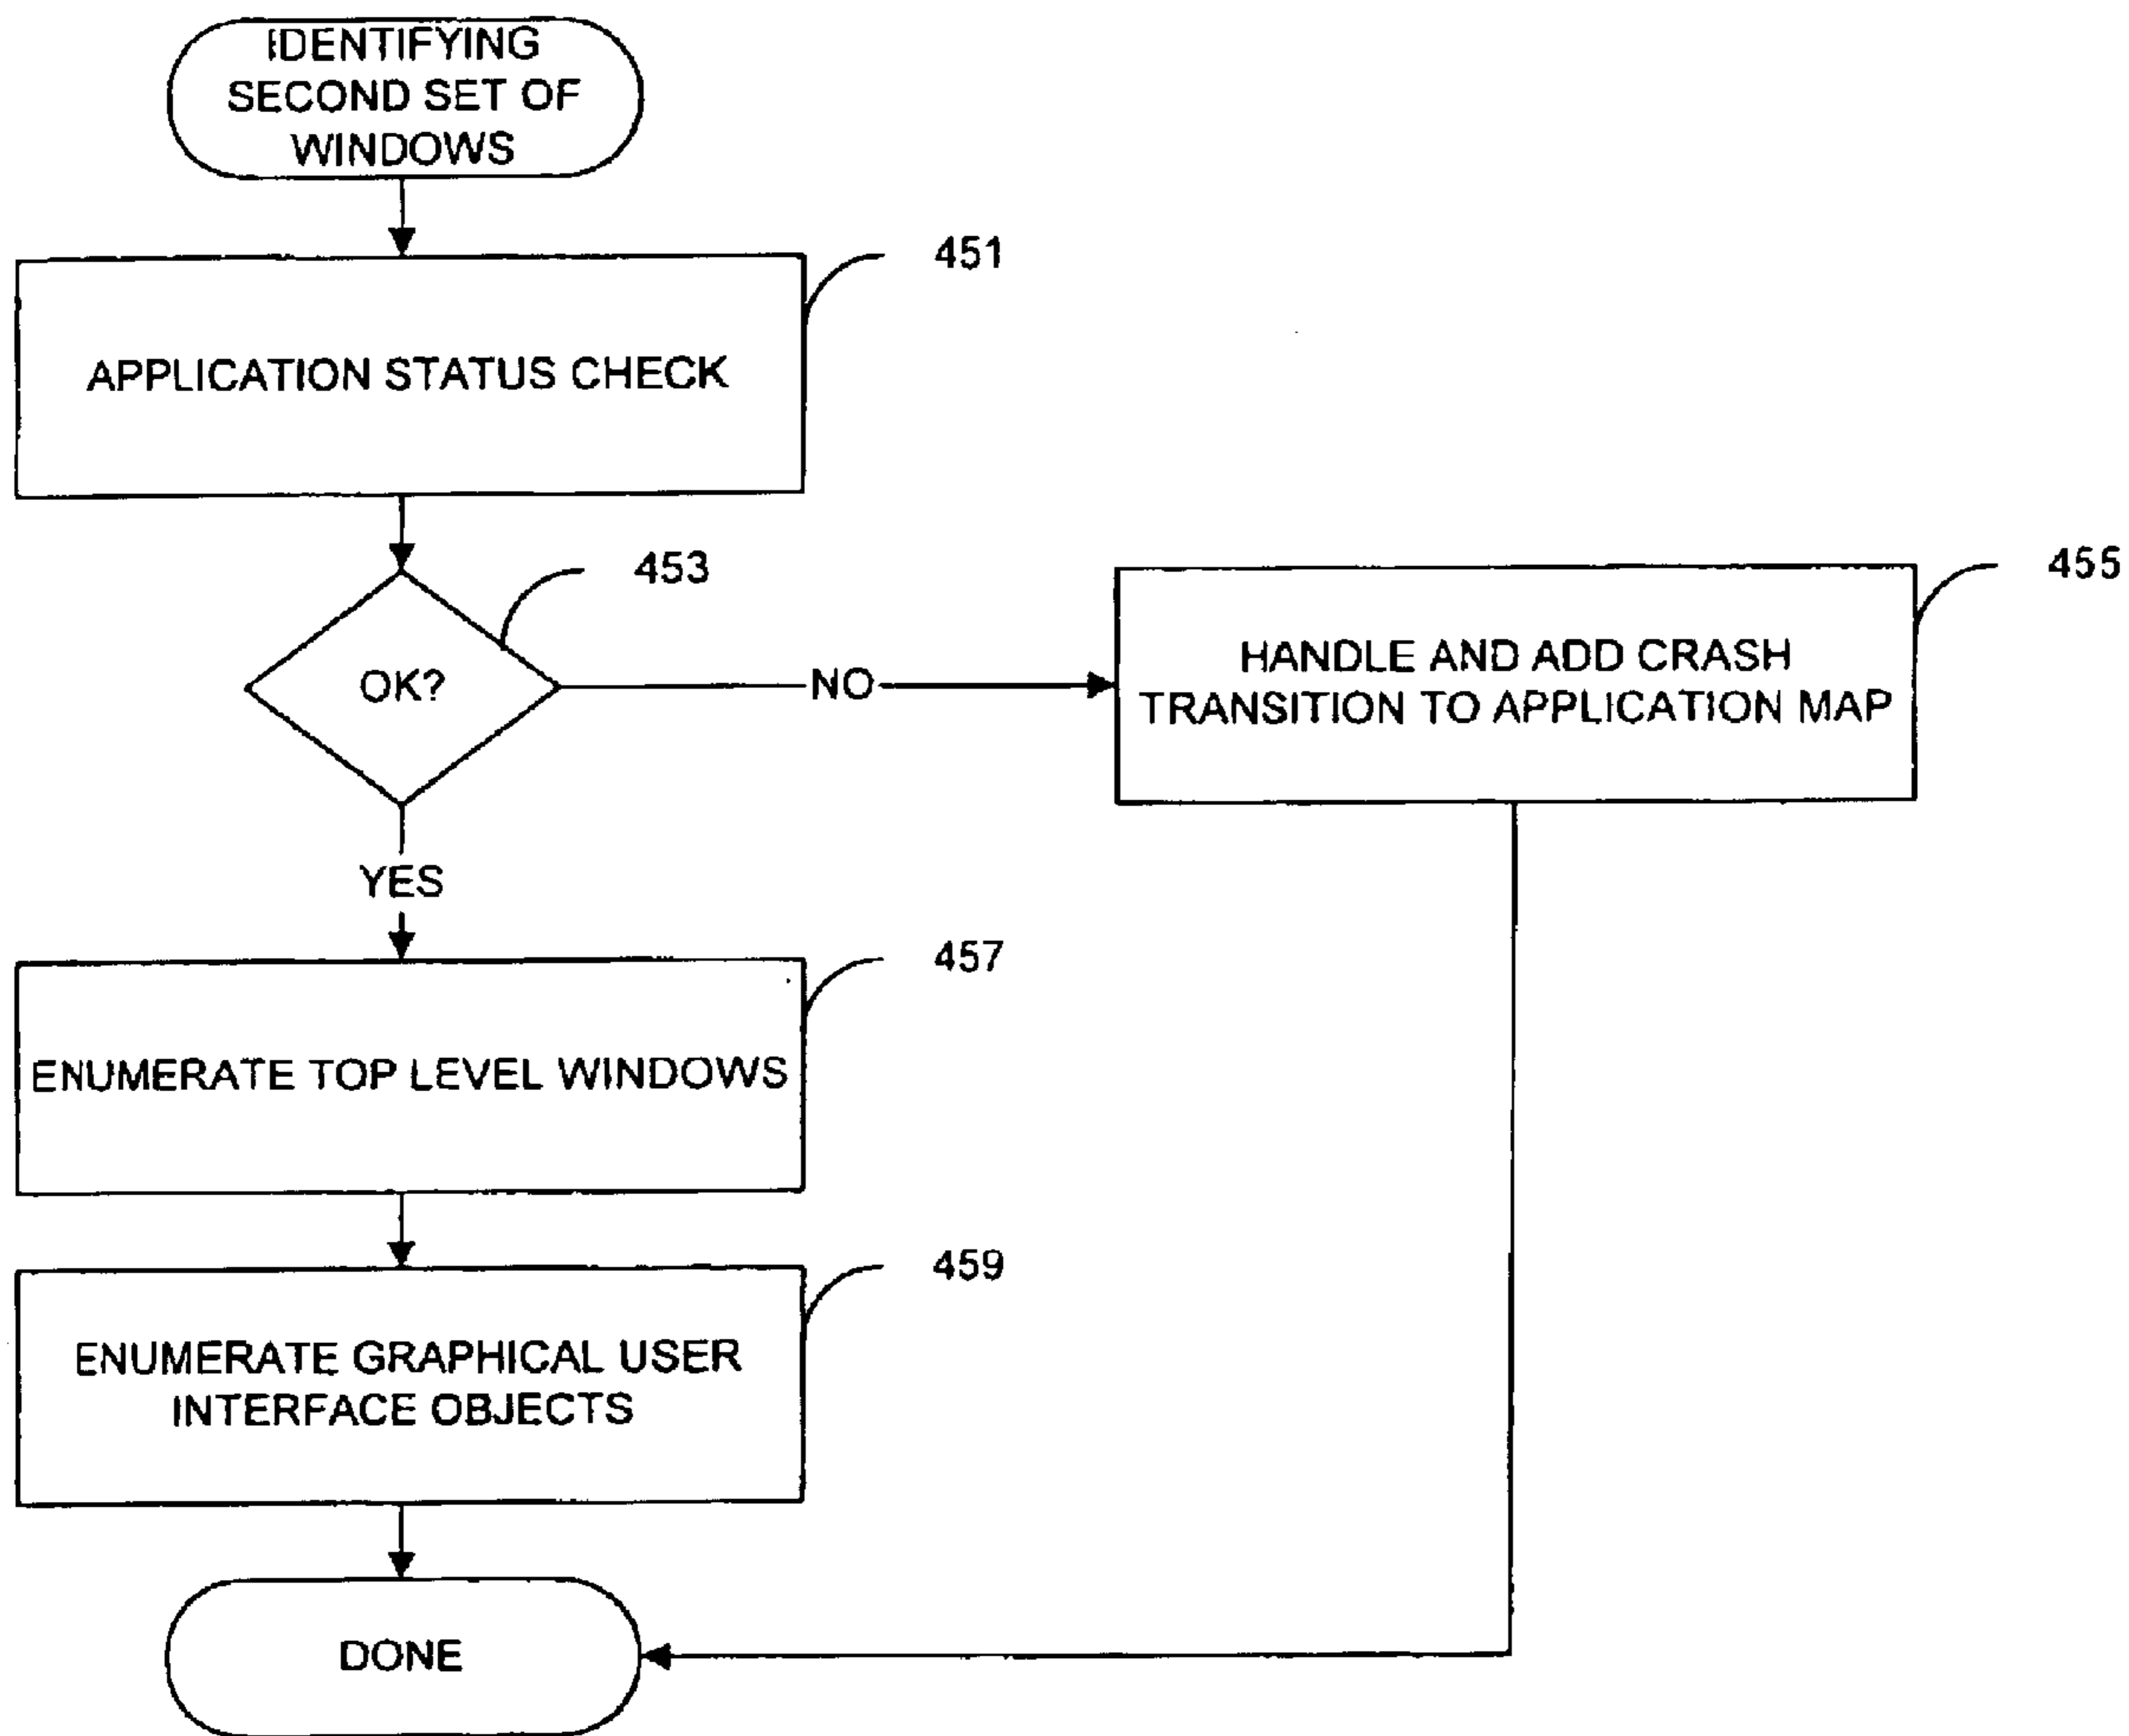 IDENTIFYING
SECOND SET OF
WINDOWS
451
APPLICATION STATUS CHECK
453
455
OK?
NO
HANDLE AND ADD CRASH
TRANSITION TO APPLICATION MAP
YES
457
ENUMERATE TOP LEVEL WINDOWS
459
ENUMERATE GRAPHICAL USER
INTERFACE OBJECTS
DONE